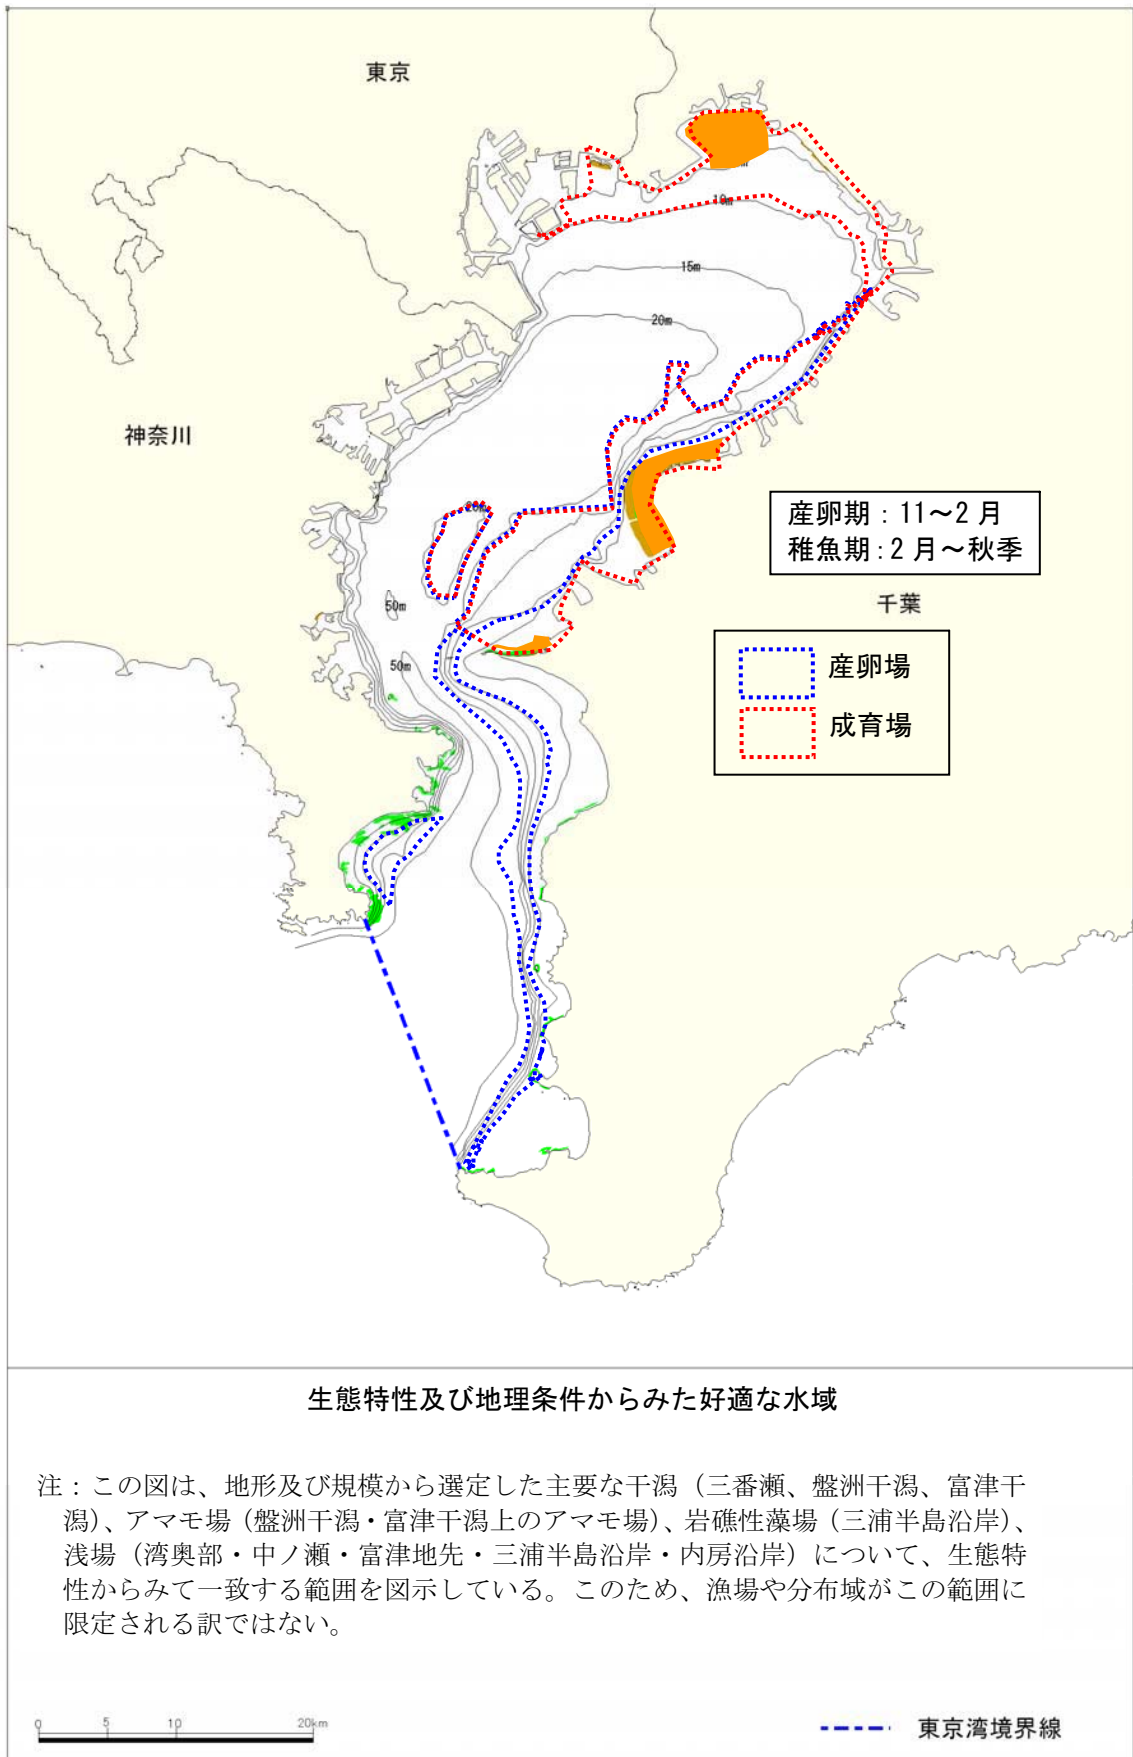 東京
10m
15m
20m
神奈川
20m
産卵期：11～2 月
稚魚期：2 月～秋季
千葉
50m
50m
産卵場
成育場
生態特性及び地理条件からみた好適な水域
注：この図は、地形及び規模から選定した主要な干潟（三番瀬、盤洲干潟、富津干
潟）、アマモ場（盤洲干潟・富津干潟上のアマモ場）、岩礁性藻場（三浦半島沿岸）、
浅場（湾奥部・中ノ瀬・富津地先・三浦半島沿岸・内房沿岸）について、生態特
性からみて一致する範囲を図示している。このため、漁場や分布域がこの範囲に
限定される訳ではない。
0 5 10 20km
東京湾境界線